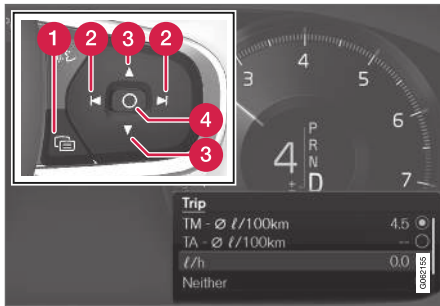 1
2
3
2
4
3
3
4
5
6
7
4
P
R
N
± D
Trip
TM - Ø ℓ/100km 4.5
TA - Ø ℓ/100km --
ℓ/h 0.0
Neither
G062155